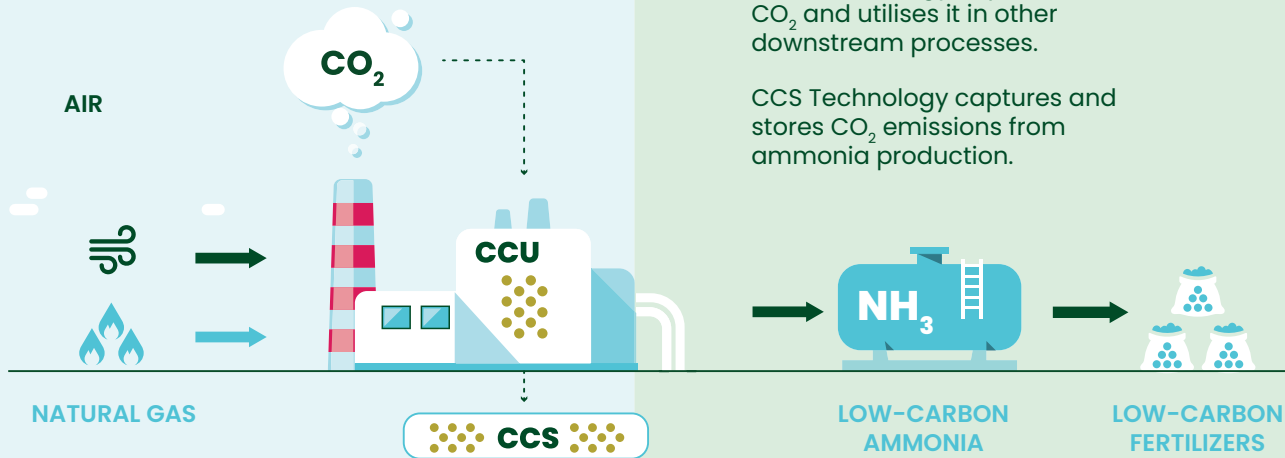 CO₂ and utilises it in other
downstream processes.
CCS Technology captures and
stores CO₂ emissions from
ammonia production.
CO₂
AIR
CCU
NH₃
NATURAL GAS
CCS
LOW-CARBON
AMMONIA
LOW-CARBON
FERTILIZERS